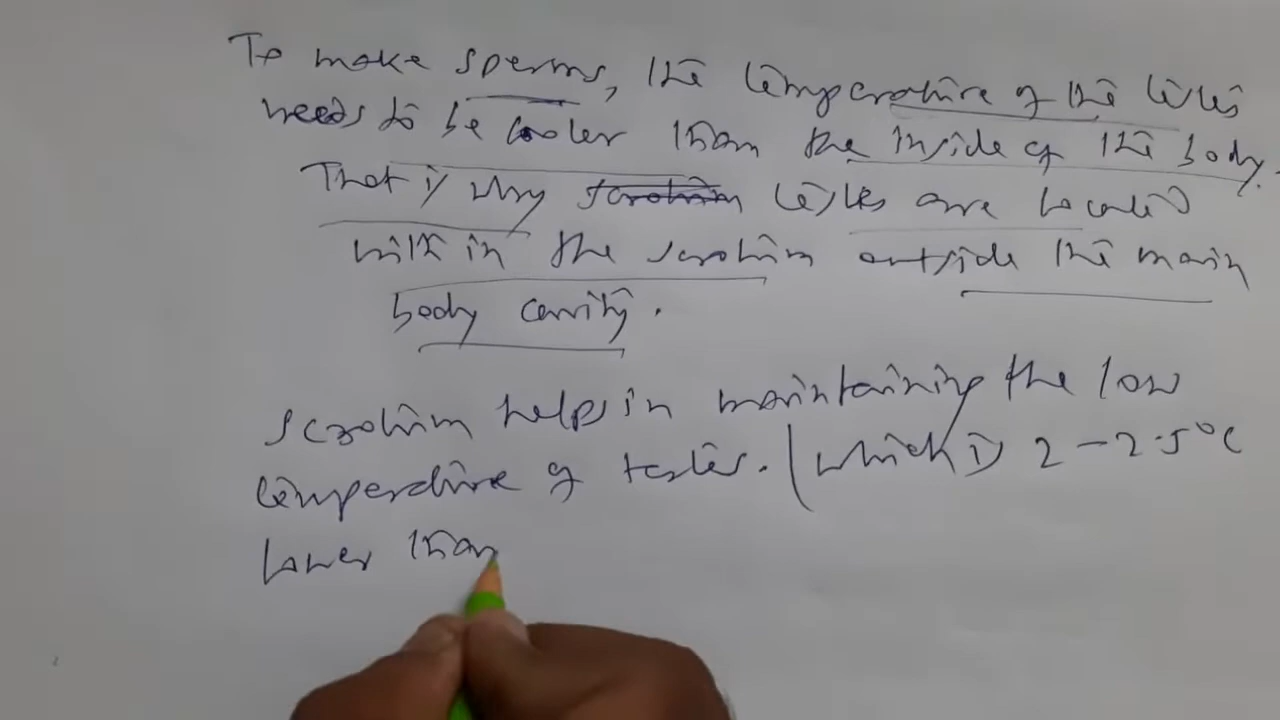 To make sperms, the temperature of the testes
needs to be cooler than the inside of the body.
That is why scrotum testes are located
with in the scrotum outside the main
body cavity.
Scrotum helps in maintaining the low
temperature of testes. (which is 2-2.5°C
lower than